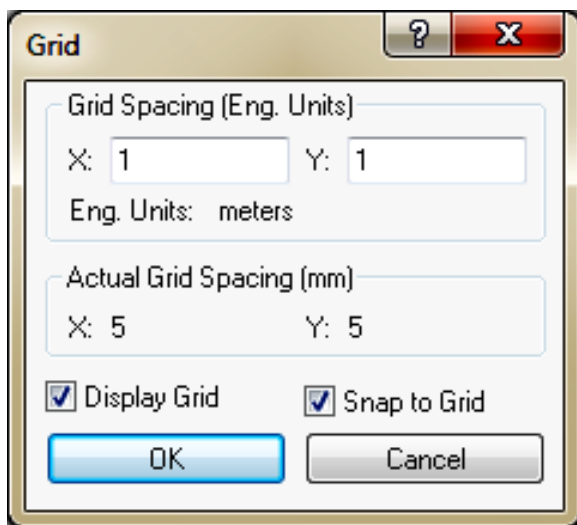 Grid
?
Grid Spacing (Eng. Units)
X: 1 Y: 1
Eng. Units: meters
Actual Grid Spacing (mm)
X: 5 Y: 5
Display Grid Snap to Grid
OK Cancel